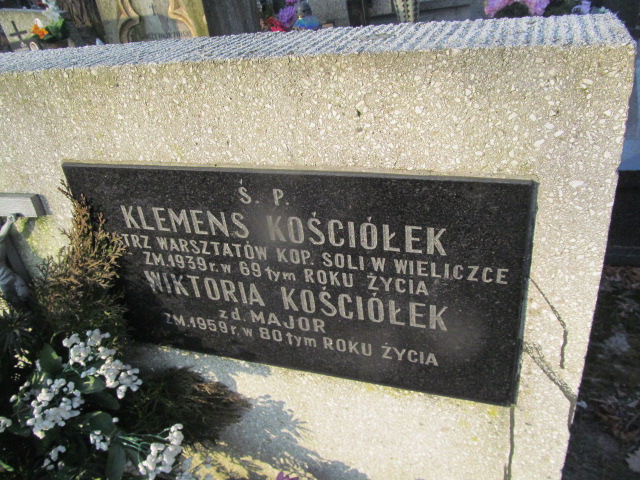 Ś. P.
KLEMENS KOŚCIÓŁEK
TRZ WARSZTATÓW KOP. SOLI W WIELICZCE
ZM. 1939 r. w 69 tym ROKU ŻYCIA
WIKTORIA KOŚCIÓŁEK
z d. MAJOR
ZM. 1959 r. w 80 tym ROKU ŻYCIA